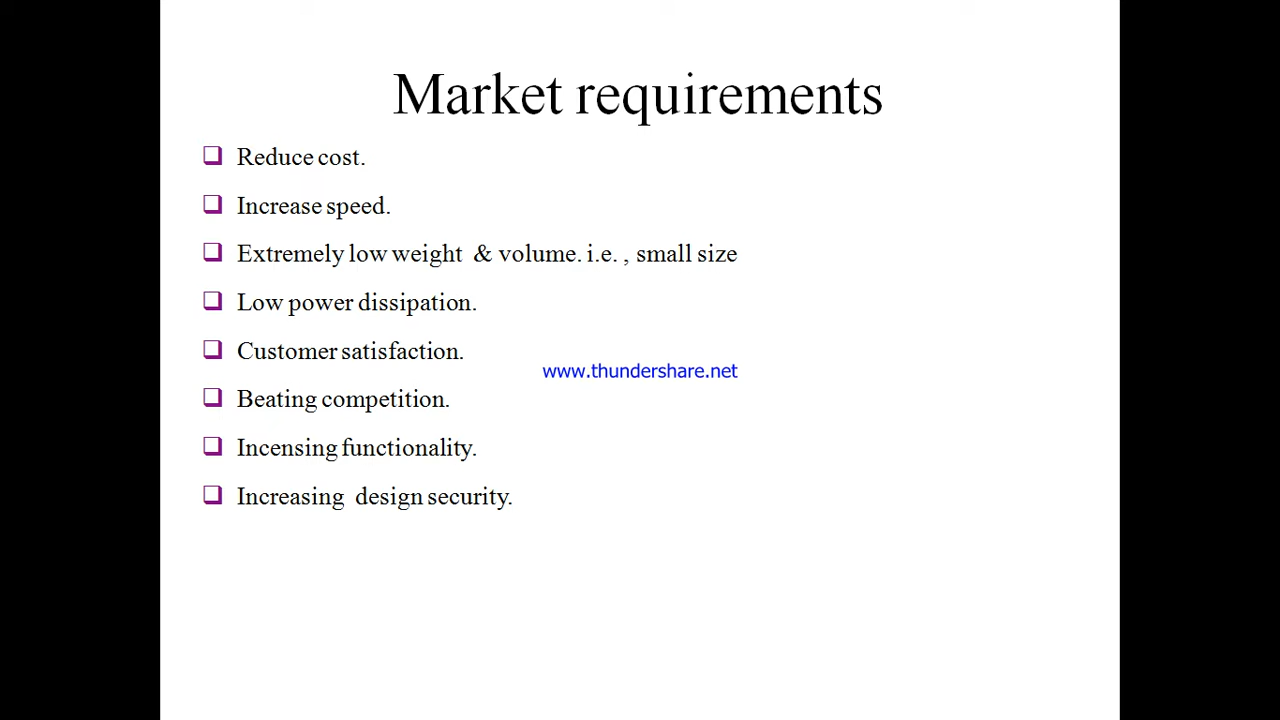 Market requirements
Reduce cost.
Increase speed.
Extremely low weight & volume. i.e. , small size
Low power dissipation.
Customer satisfaction.
www.thundershare.net
Beating competition.
Incensing functionality.
Increasing design security.